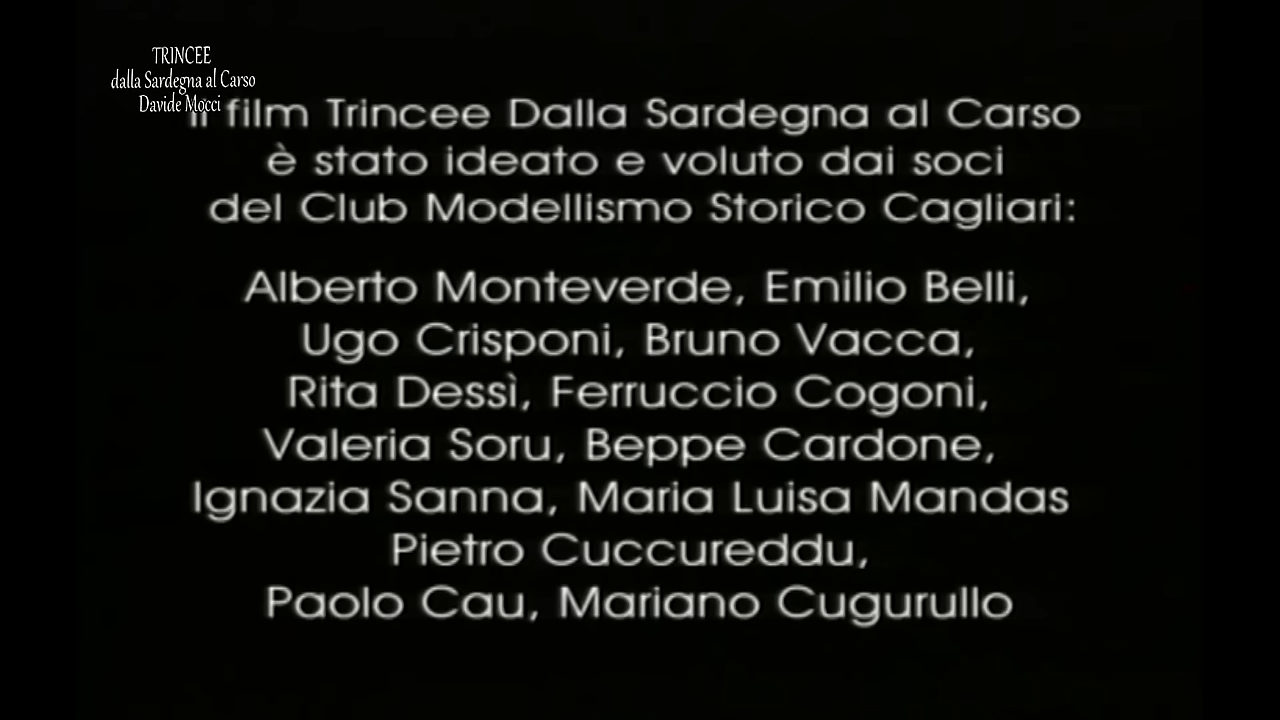 TRINCEE
dalla Sardegna al Carso
Davide Mocci
Il film Trincee Dalla Sardegna al Carso
è stato ideato e voluto dai soci
del Club Modellismo Storico Cagliari:
Alberto Monteverde, Emilio Belli,
Ugo Crisponi, Bruno Vacca,
Rita Dessì, Ferruccio Cogoni,
Valeria Soru, Beppe Cardone,
Ignazia Sanna, Maria Luisa Mandas
Pietro Cuccureddu,
Paolo Cau, Mariano Cugurullo